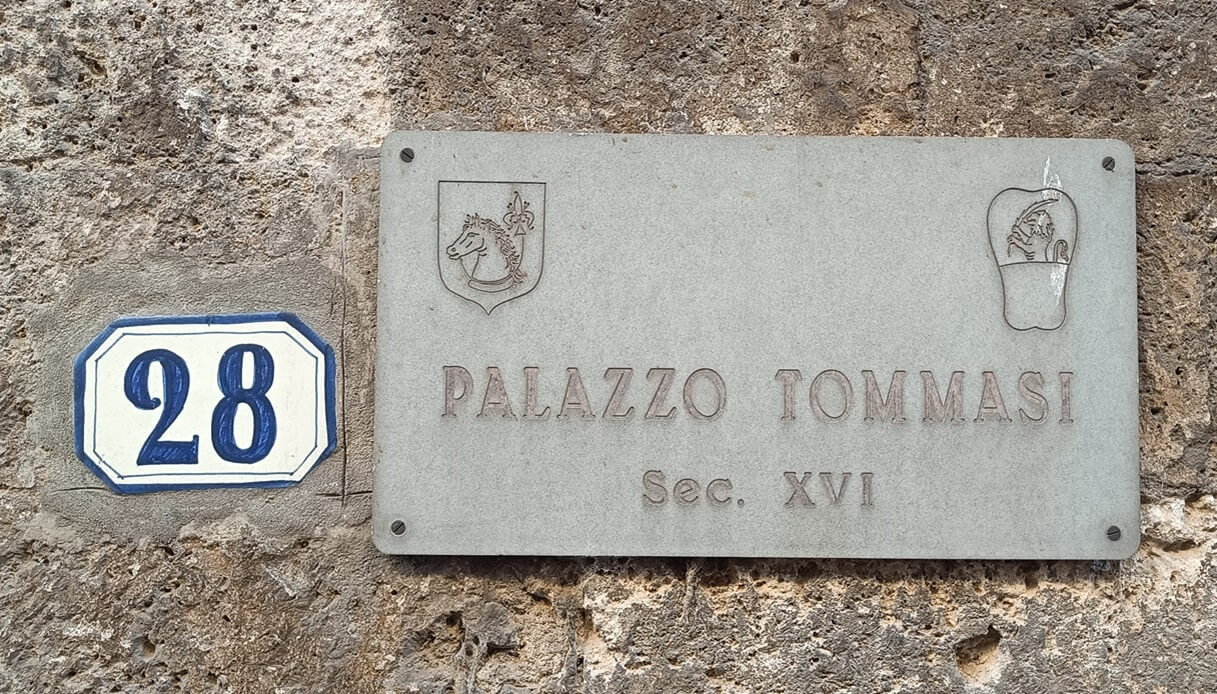 28
PALAZZO TOMMASI
Sec. XVI